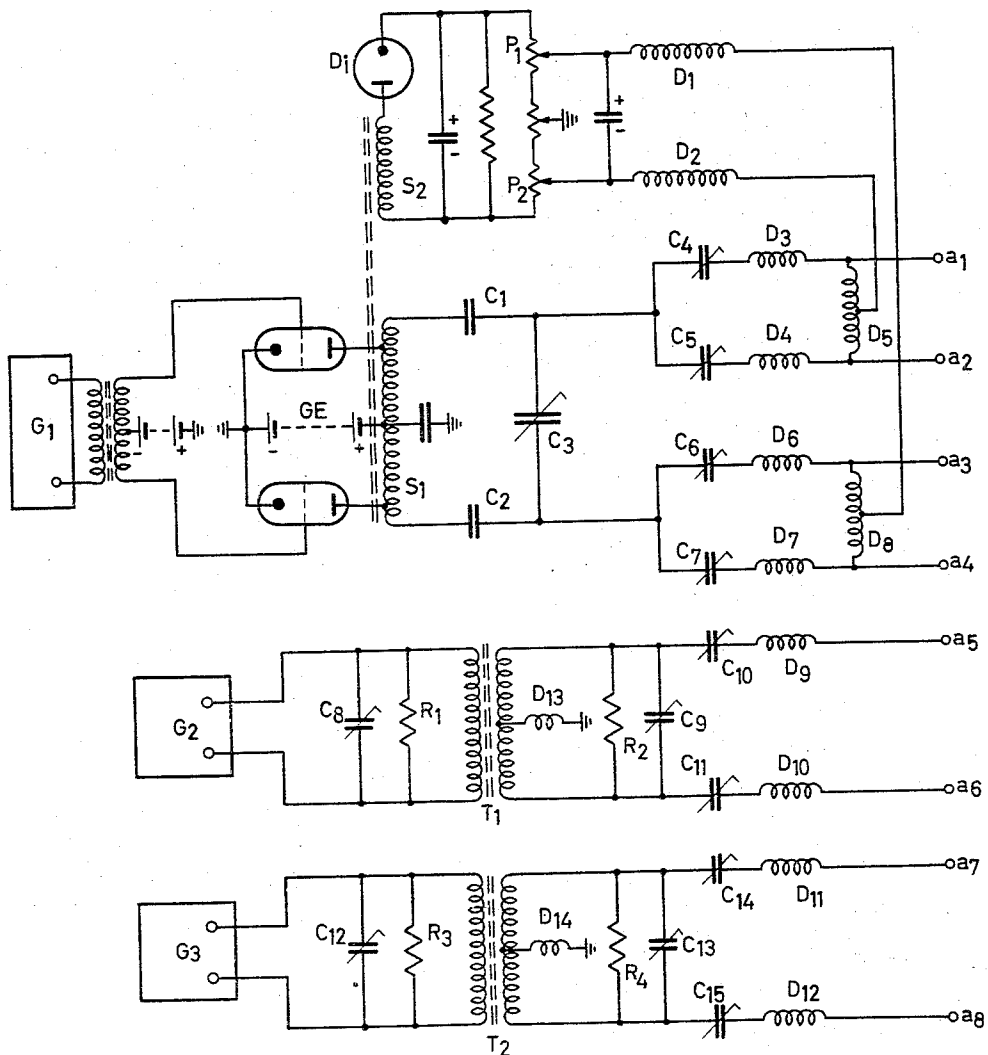 Di
P1
D1
+
-
+
-
S2
P2
D2
C4
D3
a1
C1
C5
D4
D5
a2
G1
GE
-
+
-
+
C3
C6
D6
a3
S1
C2
C7
D7
D8
a4
a5
C10
D9
G2
C8
R1
D13
R2
C9
C11
D10
a6
T1
a7
C14
D11
G3
C12
R3
D14
R4
C13
C15
D12
a8
T2